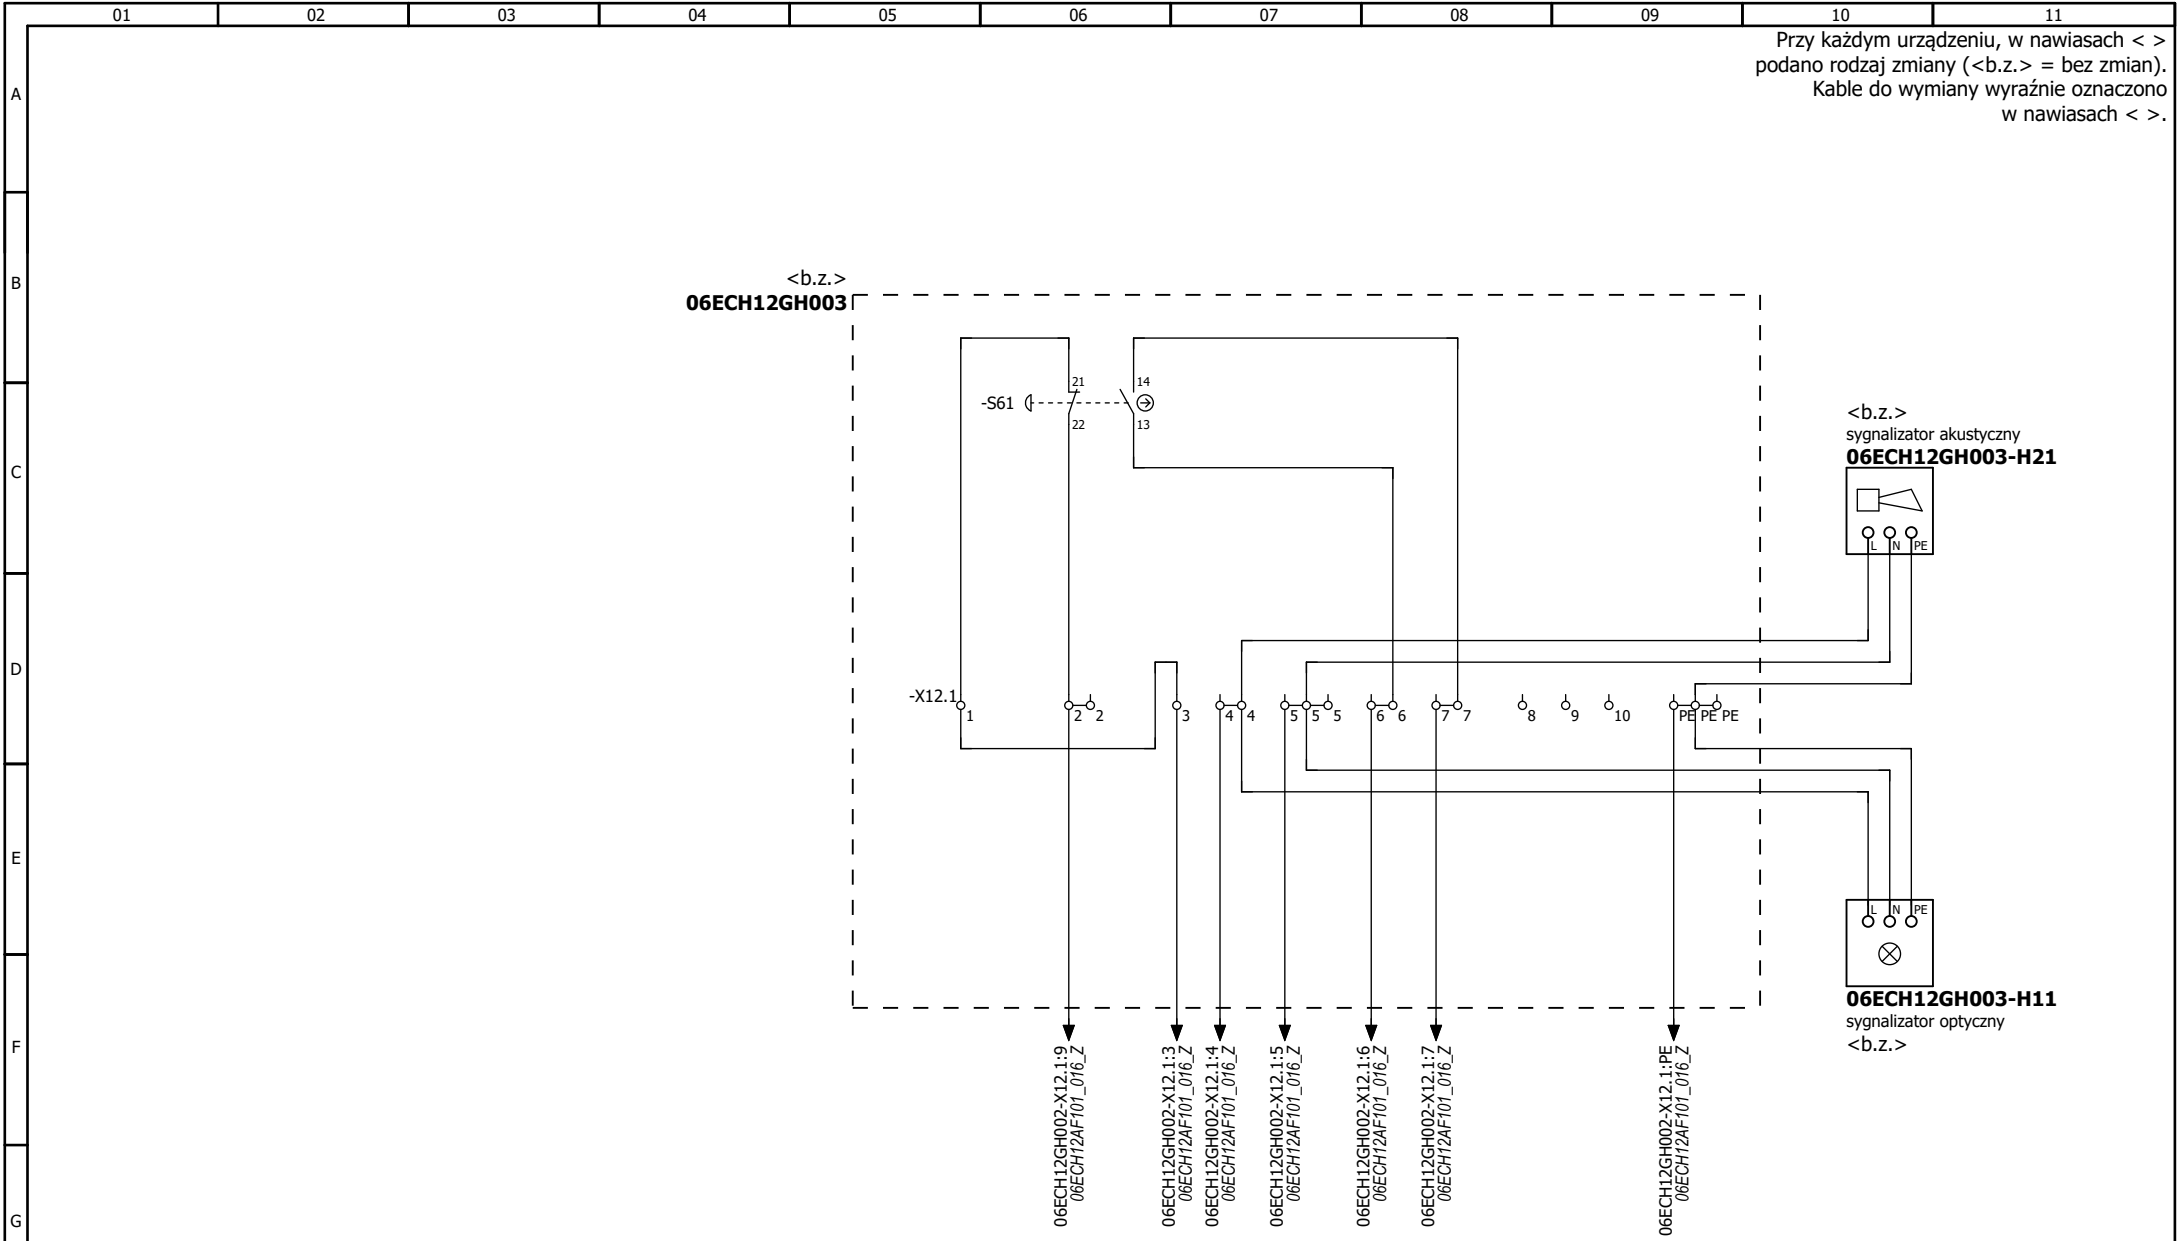 01 02 03 04 05 06 07 08 09 10 11
Przy każdym urządzeniu, w nawiasach < >
podano rodzaj zmiany (<b.z.> = bez zmian).
Kable do wymiany wyraźnie oznaczono
w nawiasach < >.
A
B
C
D
E
F
G
<b.z.>
06ECH12GH003
21
14
-S61
22
13
<b.z.>
sygnalizator akustyczny
06ECH12GH003-H21
L N PE
-X12.1
1 2 2 3 4 4 5 5 5 6 6 7 7 8 9 10 PE PE PE
L N PE
06ECH12GH003-H11
sygnalizator optyczny
<b.z.>
06ECH12GH002-X12.1:9
06ECH12AF101_016_Z
06ECH12GH002-X12.1:3
06ECH12AF101_016_Z
06ECH12GH002-X12.1:4
06ECH12AF101_016_Z
06ECH12GH002-X12.1:5
06ECH12AF101_016_Z
06ECH12GH002-X12.1:6
06ECH12AF101_016_Z
06ECH12GH002-X12.1:7
06ECH12AF101_016_Z
06ECH12GH002-X12.1:PE
06ECH12AF101_016_Z